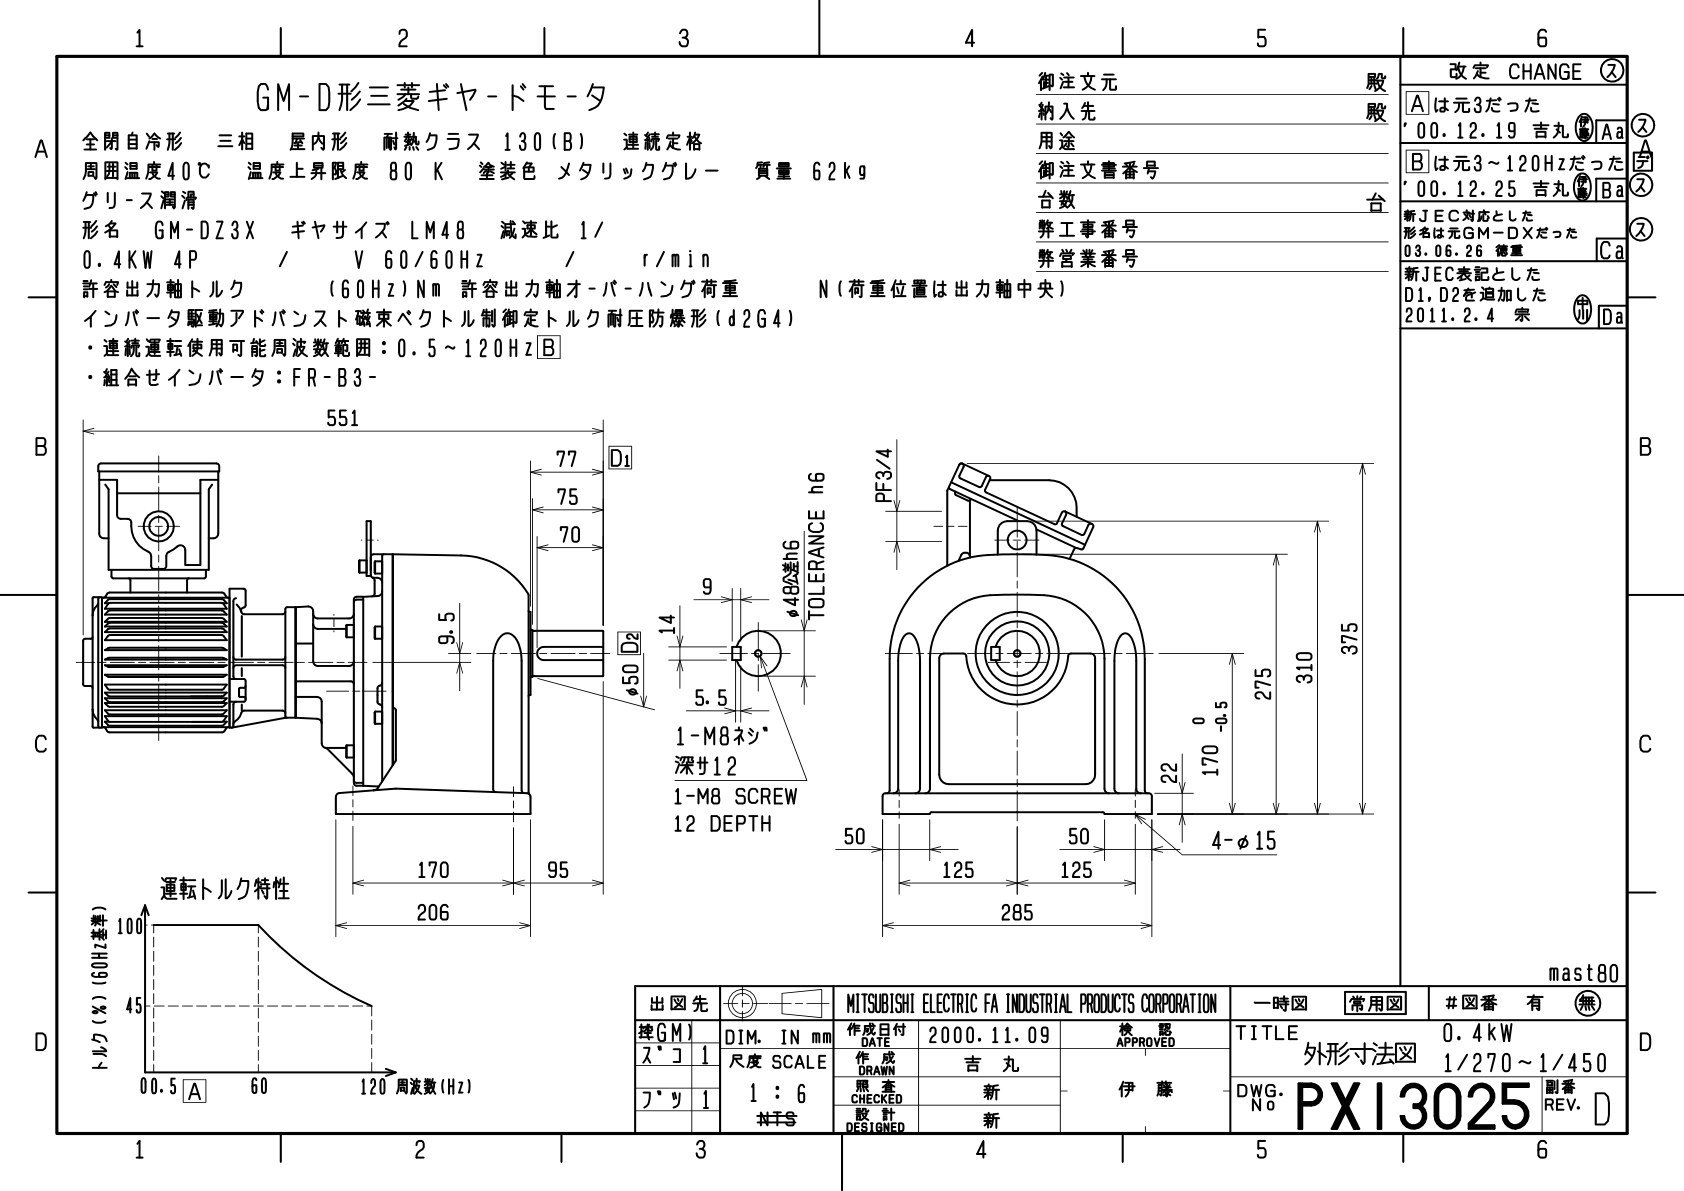 1 2 3 4 5 6
GM-D形三菱ギヤードモータ
全閉自冷形 三相 屋内形 耐熱クラス 130(B) 連続定格
周囲温度40℃ 温度上昇限度 80 K 塗装色 メタリックグレー 質量 62kg
グリース潤滑
形名 GM-DZ3X ギヤサイズ LM48 減速比 1/
0.4KW 4P / V 60/60Hz / r/min
許容出力軸トルク (60Hz)Nm 許容出力軸オーバーハング荷重 N(荷重位置は出力軸中央)
インバータ駆動アドバンスト磁束ベクトル制御定トルク耐圧防爆形(d2G4)
・連続運転使用可能周波数範囲：0.5～120Hz B
・組合せインバータ：FR-B3-
御注文元 殿
納入先 殿
用途
御注文書番号
台数 台
弊工事番号
弊営業番号
改定 CHANGE ス
A は元3だった
'00.12.19 吉丸 伊藤 Aa ス
B は元3～120Hzだった
'00.12.25 吉丸 伊藤 Ba ス
新JEC対応とした
形名は元GM-DXだった
03.06.26 徳重 Ca ス
新JEC表記とした
D1,D2を追加した
2011.2.4 宗 Da
A
B
C
D
A
B
C
D
551
77 D1
75
70
9.5
D2
φ50
9
14
5.5
φ48公差h6
TOLERANCE h6
1-M8ネジ
深サ12
1-M8 SCREW
12 DEPTH
PF3/4
375
310
275
170 0 -0.5
22
4-φ15
50 50
125 125
285
170 95
206
運転トルク特性
トルク(%)(60Hz基準)
100
45
0 0.5 A 60 120 周波数(Hz)
mast80
出図先
GM)
ズコ 1
ブツ 1
DIM. IN mm
尺度 SCALE
1 : 6
NTS
MITSUBISHI ELECTRIC FA INDUSTRIAL PRODUCTS CORPORATION
作成日付 DATE 2000.11.09
作成 DRAWN 吉丸
照査 CHECKED 新
設計 DESIGNED 新
検認 APPROVED
伊藤
一時図 常用図 #図番 有 無
TITLE 0.4kW
外形寸法図 1/270～1/450
DWG. No PX13025 副番 REV. D
1 2 3 4 5 6